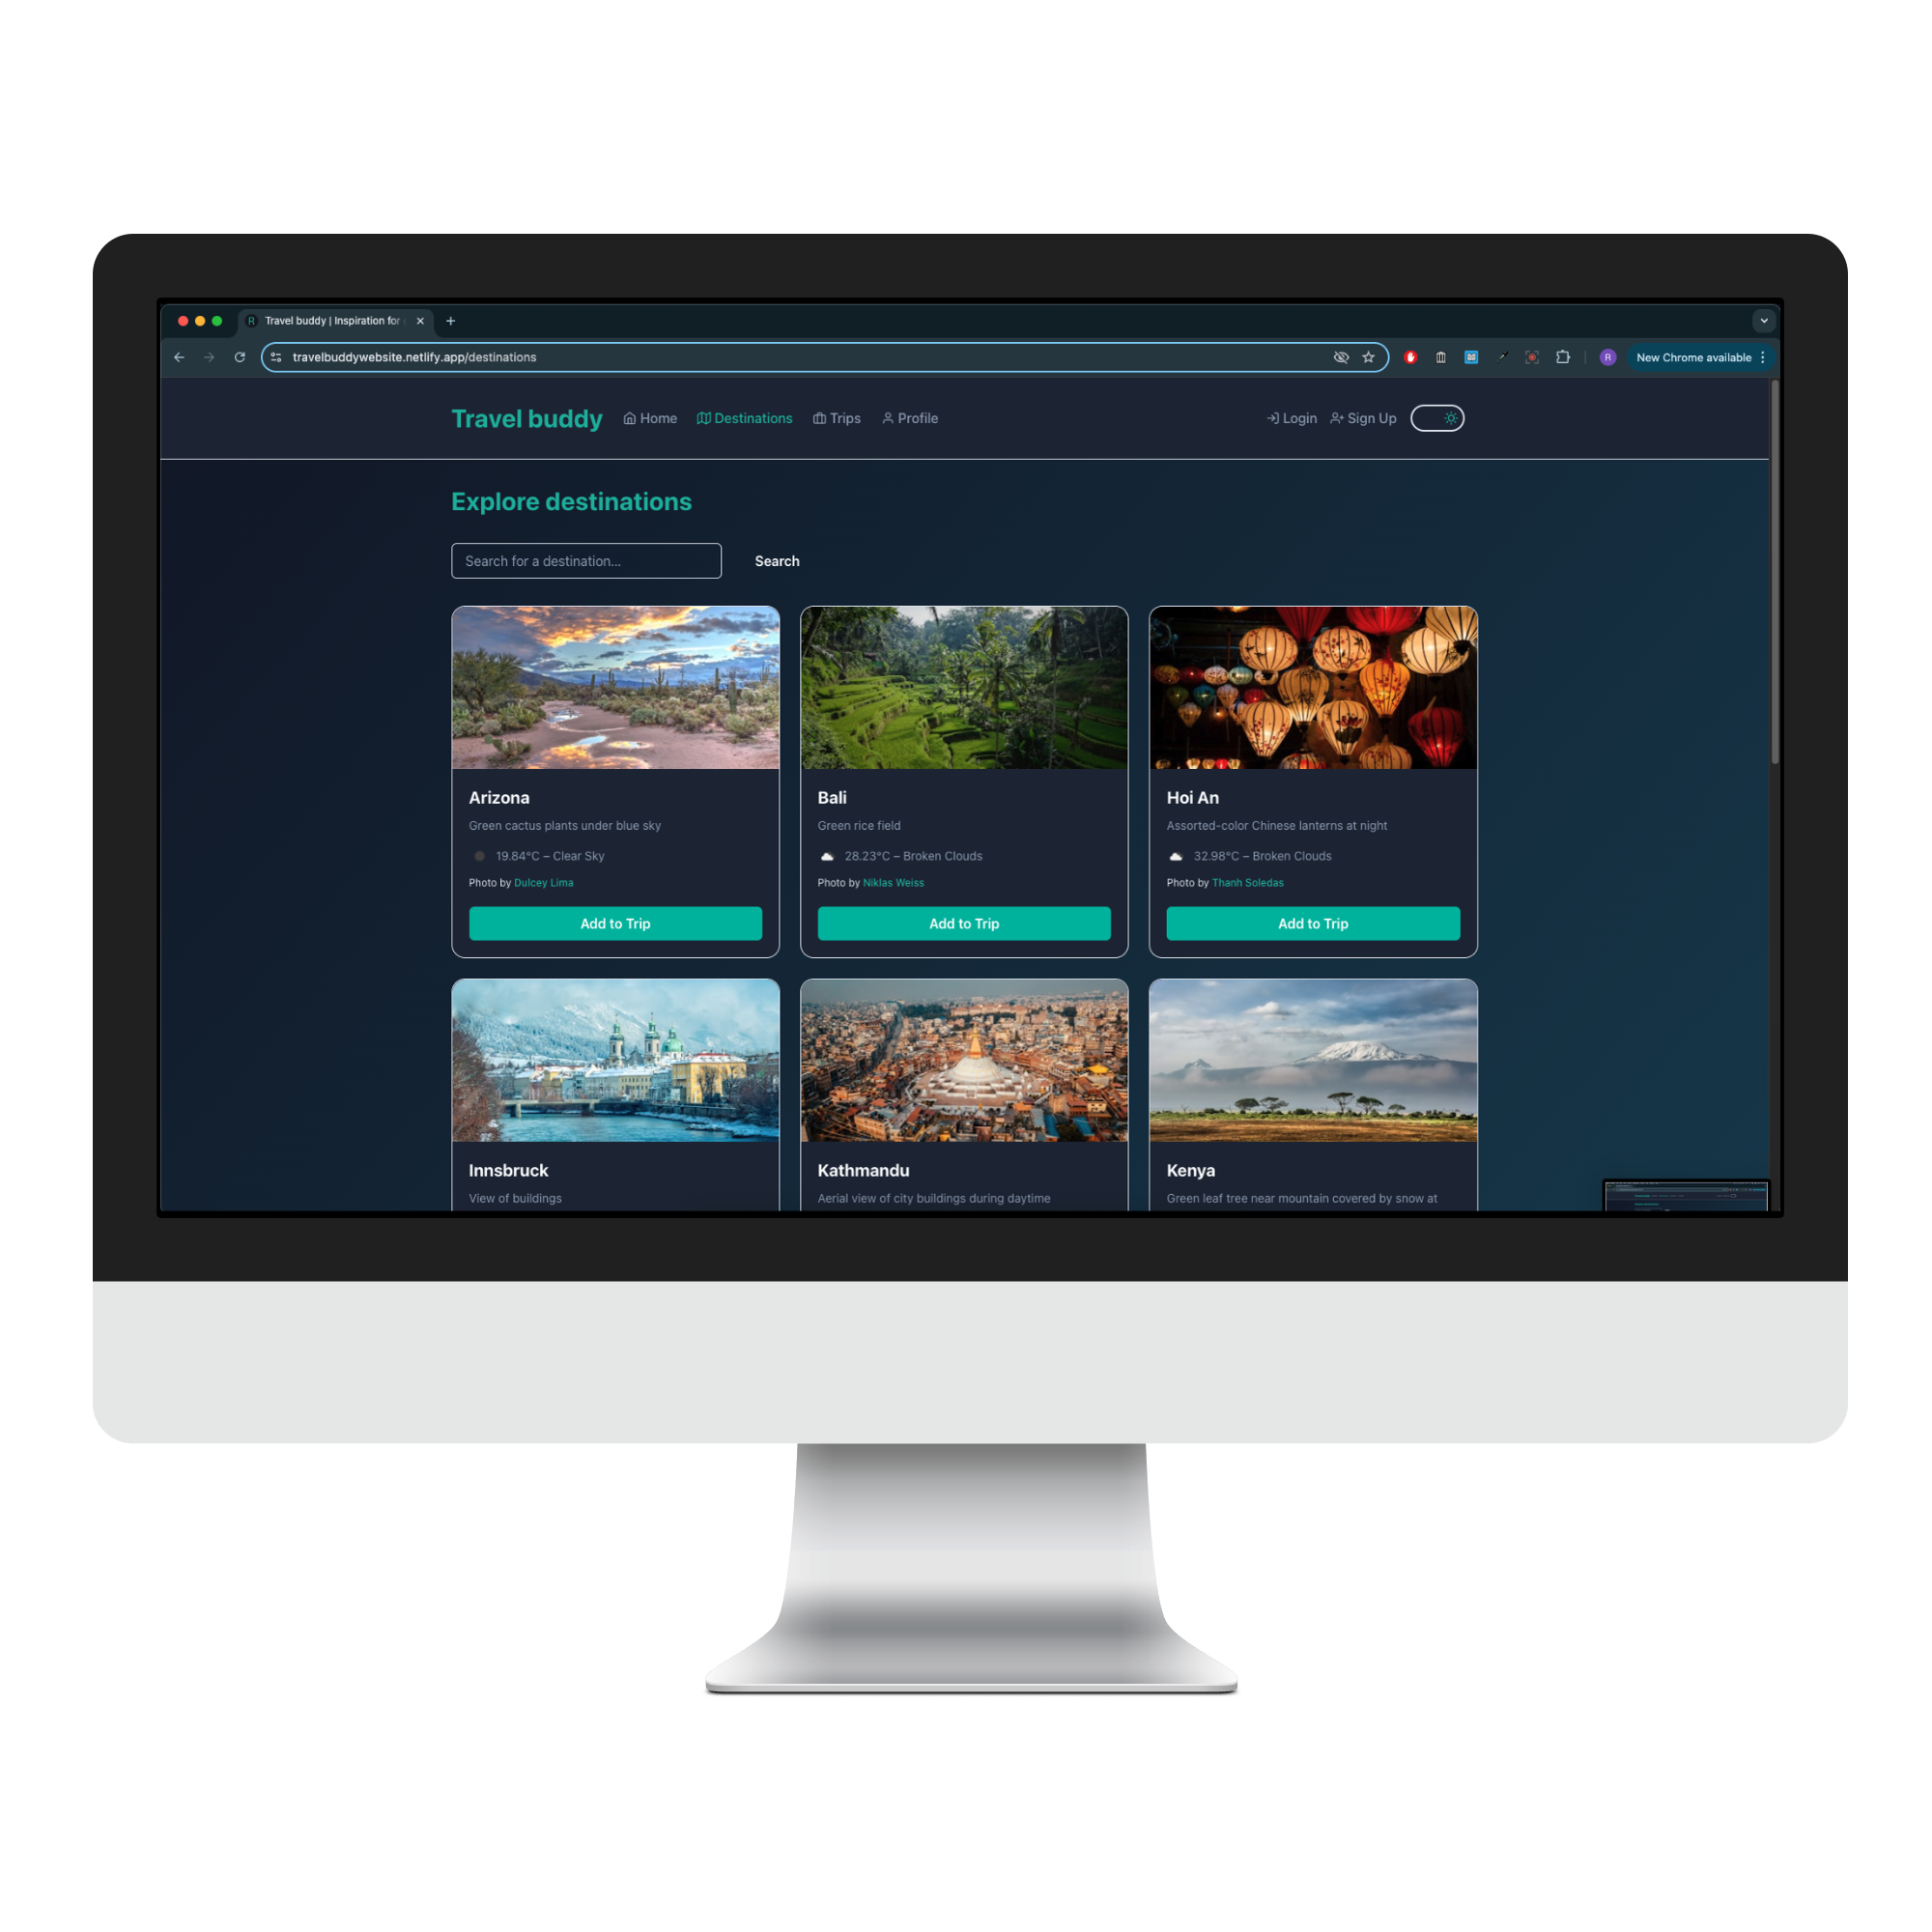 R Travel buddy | Inspiration for
travelbuddywebsite.netlify.app/destinations
R
New Chrome available
Travel buddy
Home
Destinations
Trips
Profile
Login
Sign Up
Explore destinations
Search for a destination...
Search
Arizona
Green cactus plants under blue sky
19.84°C – Clear Sky
Photo by Dulcey Lima
Add to Trip
Bali
Green rice field
28.23°C – Broken Clouds
Photo by Niklas Weiss
Add to Trip
Hoi An
Assorted-color Chinese lanterns at night
32.98°C – Broken Clouds
Photo by Thanh Soledas
Add to Trip
Innsbruck
View of buildings
Kathmandu
Aerial view of city buildings during daytime
Kenya
Green leaf tree near mountain covered by snow at